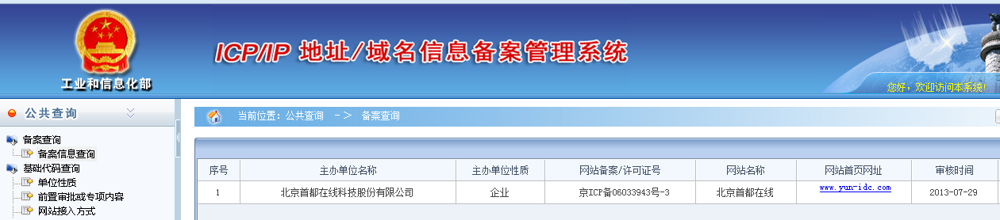 ICP/IP 地址/域名信息备案管理系统
工业和信息化部
您好，欢迎访问本系统!
公共查询
当前位置：公共查询 -> 备案查询
备案查询
备案信息查询
基础代码查询
单位性质
前置审批或专项内容
网站接入方式
序号 主办单位名称 主办单位性质 网站备案/许可证号 网站名称 网站首页网址 审核时间
1 北京首都在线科技股份有限公司 企业 京ICP备06033943号-3 北京首都在线 www.yun-idc.com 2013-07-29